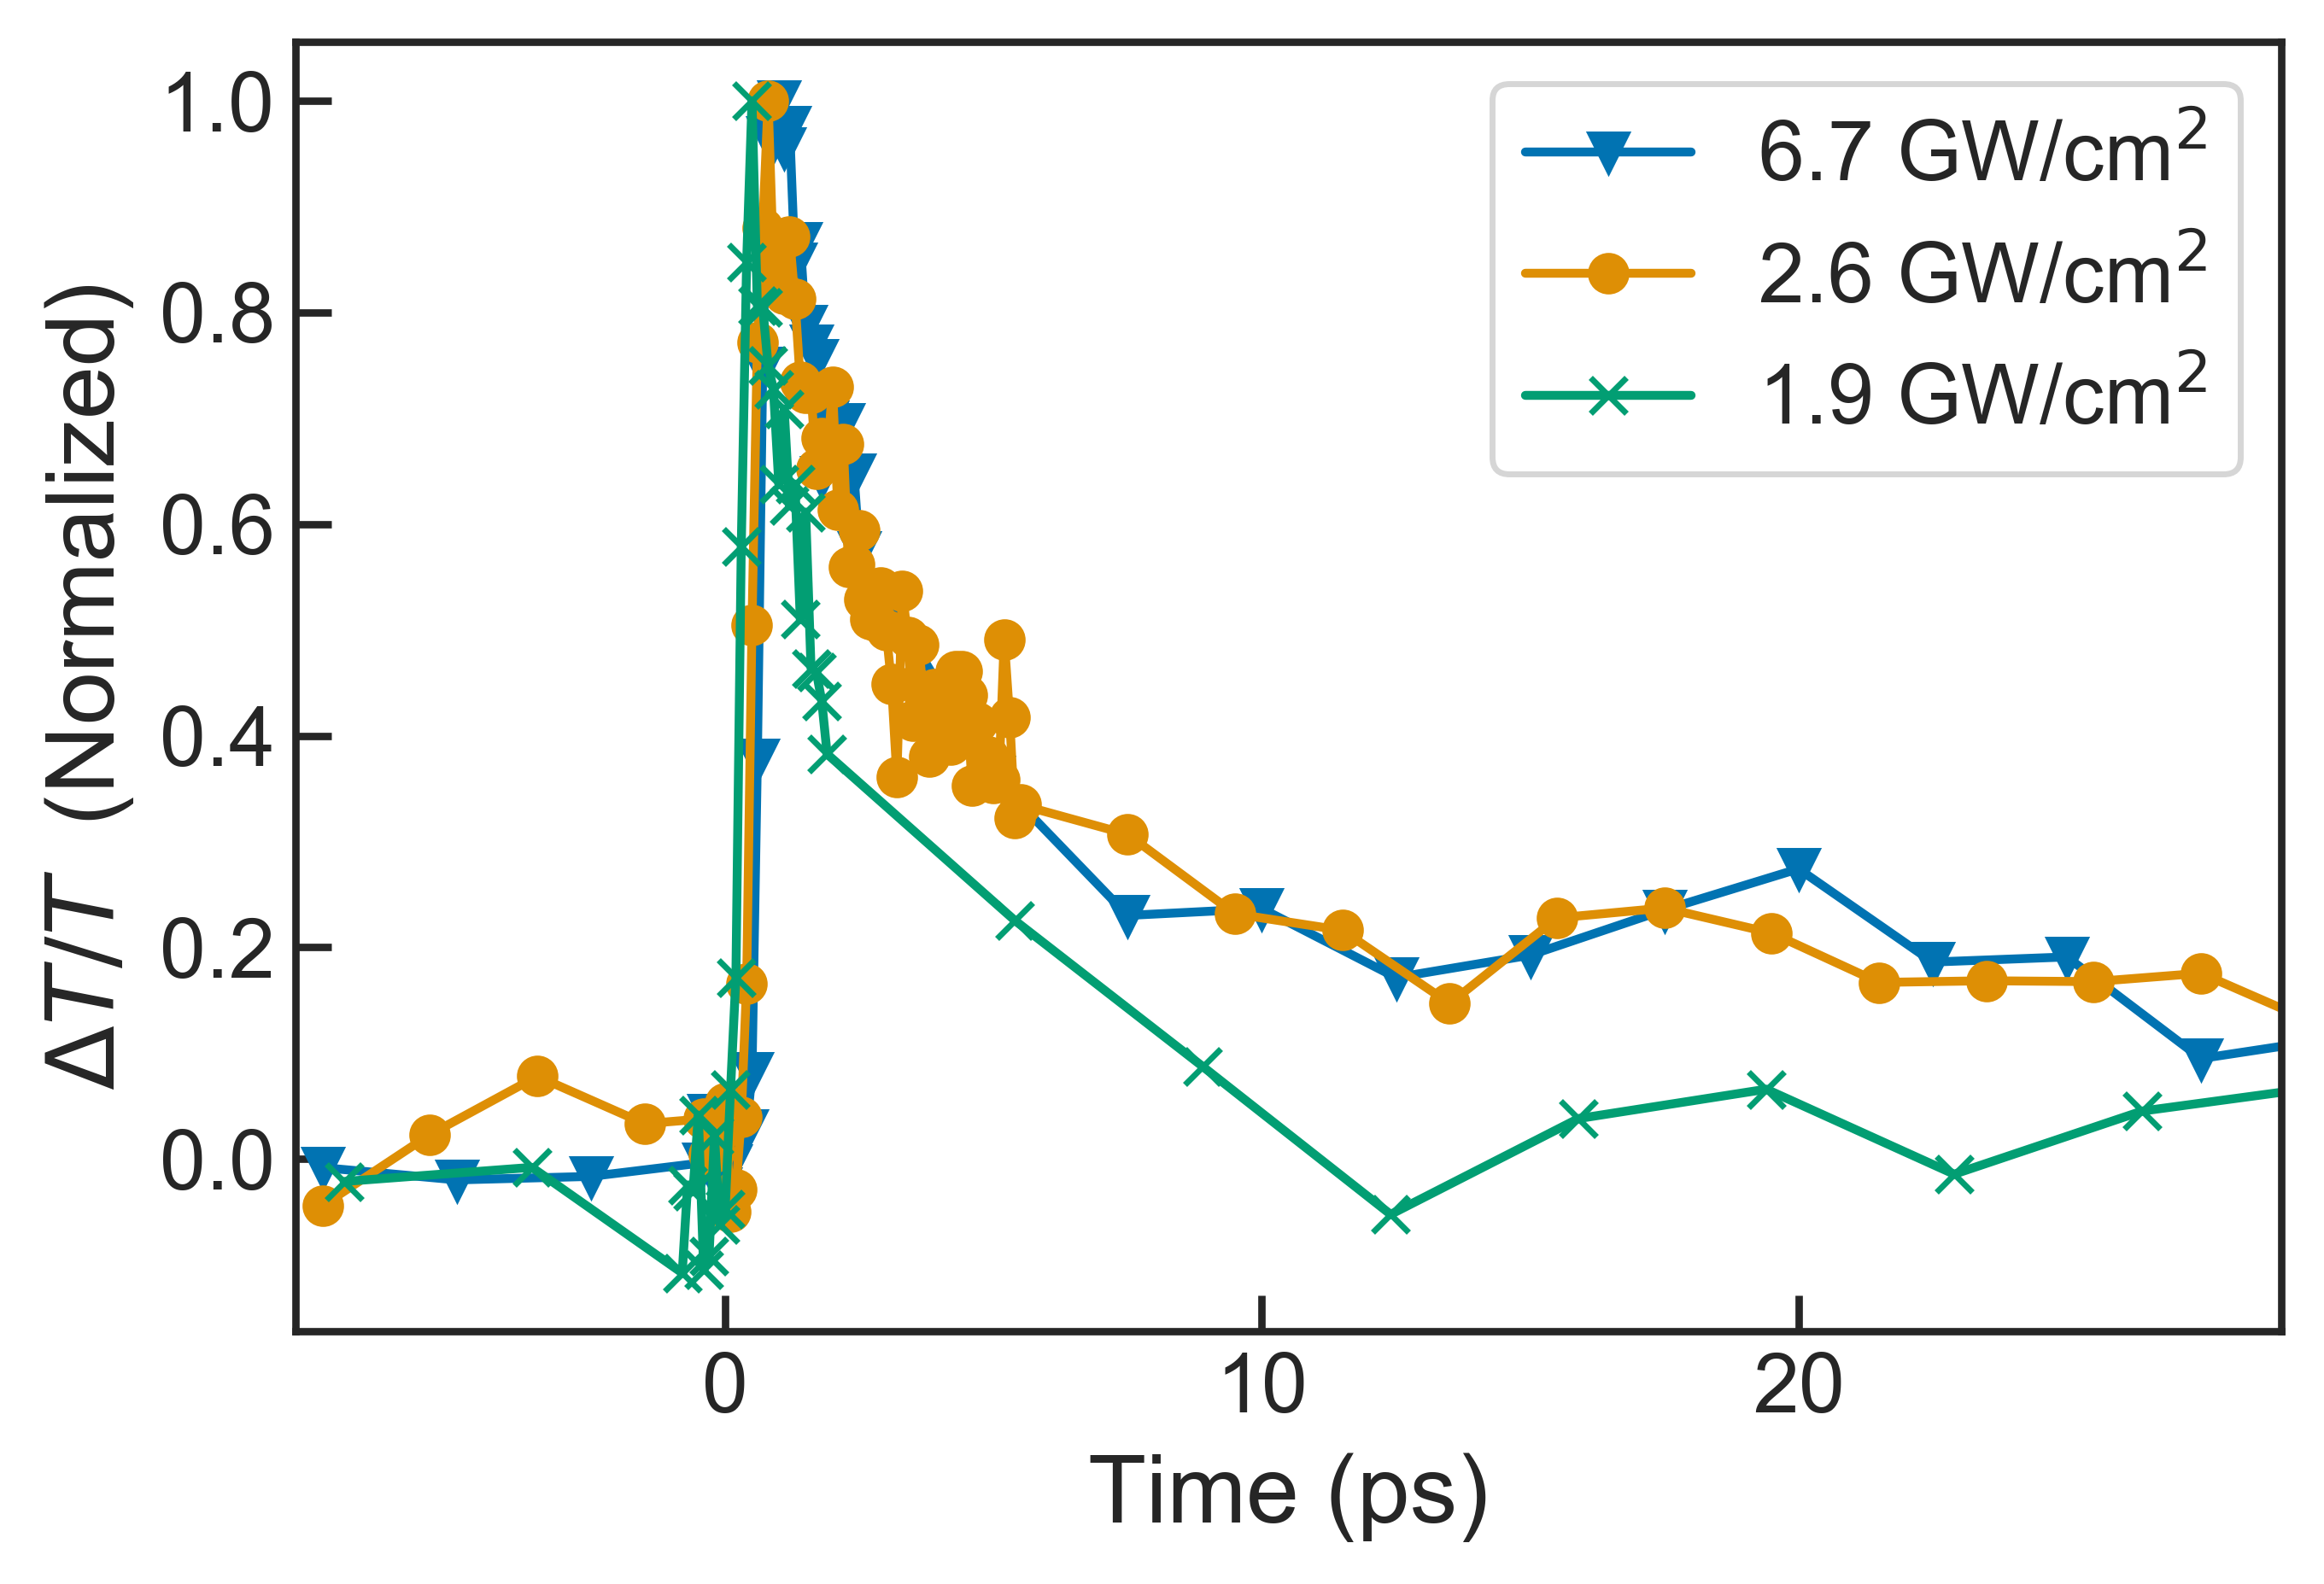 ΔT/T (Normalized)
1.0
0.8
0.6
0.4
0.2
0.0
6.7 GW/cm²
2.6 GW/cm²
1.9 GW/cm²
0 10 20
Time (ps)